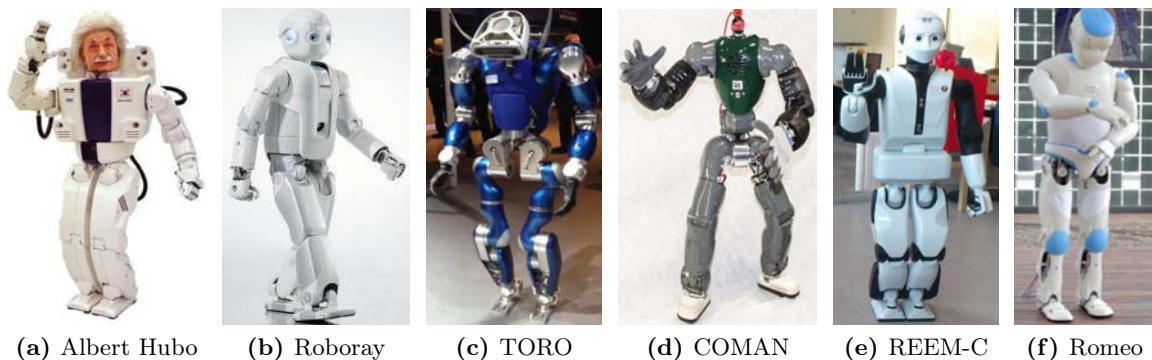 (a) Albert Hubo
(b) Roboray
(c) TORO
(d) COMAN
(e) REEM-C
(f) Romeo